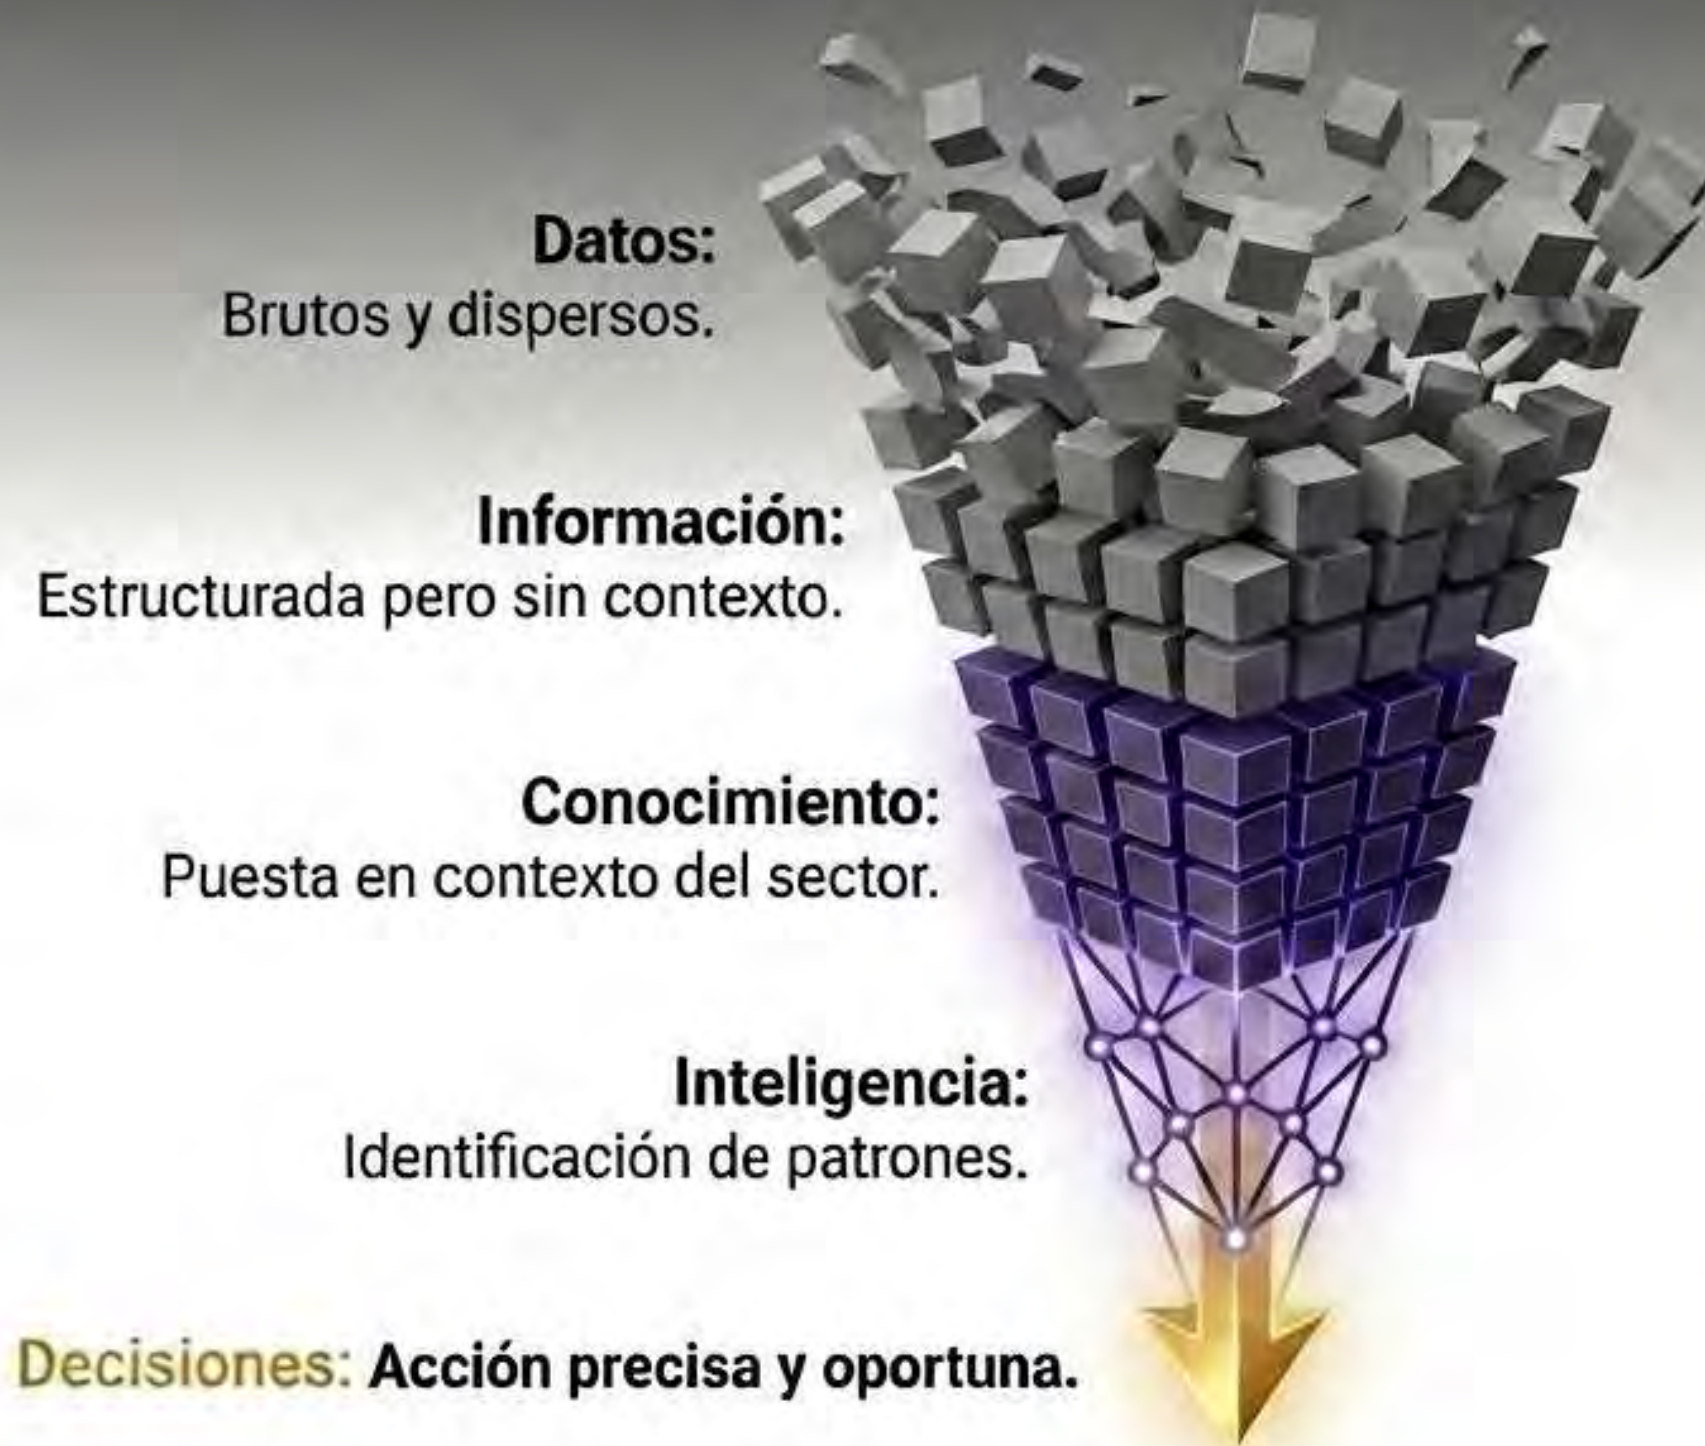 Datos:
Brutos y dispersos.
Información:
Estructurada pero sin contexto.
Conocimiento:
Puesta en contexto del sector.
Inteligencia:
Identificación de patrones.
Decisiones: Acción precisa y oportuna.